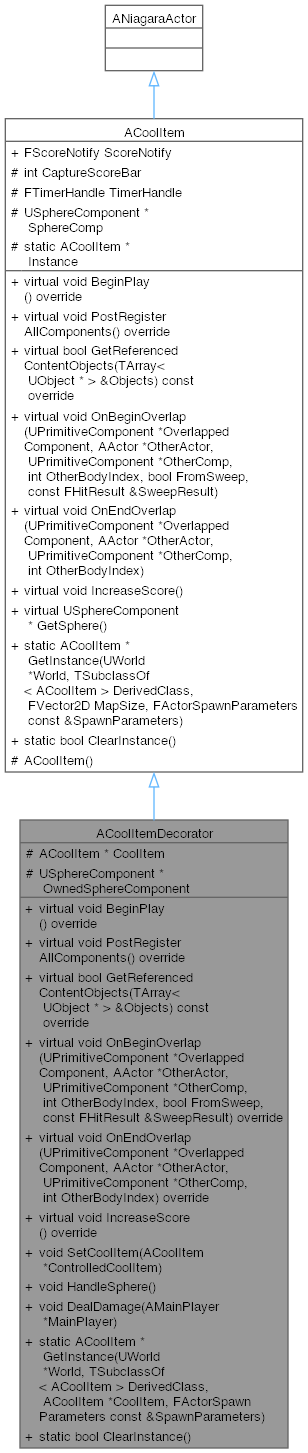 ANiagaraActor
ACoolItem
+ FScoreNotify ScoreNotify
# int CaptureScoreBar
# FTimerHandle TimerHandle
# USphereComponent *
SphereComp
# static ACoolItem *
Instance
+ virtual void BeginPlay
() override
+ virtual void PostRegister
AllComponents() override
+ virtual bool GetReferenced
ContentObjects(TArray<
UObject * > &Objects) const
override
+ virtual void OnBeginOverlap
(UPrimitiveComponent *Overlapped
Component, AActor *OtherActor,
UPrimitiveComponent *OtherComp,
int OtherBodyIndex, bool FromSweep,
const FHitResult &SweepResult)
+ virtual void OnEndOverlap
(UPrimitiveComponent *Overlapped
Component, AActor *OtherActor,
UPrimitiveComponent *OtherComp,
int OtherBodyIndex)
+ virtual void IncreaseScore()
+ virtual USphereComponent
* GetSphere()
+ static ACoolItem *
GetInstance(UWorld
*World, TSubclassOf
< ACoolItem > DerivedClass,
FVector2D MapSize, FActorSpawnParameters
const &SpawnParameters)
+ static bool ClearInstance()
# ACoolItem()
ACoolItemDecorator
# ACoolItem * CoolItem
# USphereComponent *
OwnedSphereComponent
+ virtual void BeginPlay
() override
+ virtual void PostRegister
AllComponents() override
+ virtual bool GetReferenced
ContentObjects(TArray<
UObject * > &Objects) const
override
+ virtual void OnBeginOverlap
(UPrimitiveComponent *Overlapped
Component, AActor *OtherActor,
UPrimitiveComponent *OtherComp,
int OtherBodyIndex, bool FromSweep,
const FHitResult &SweepResult) override
+ virtual void OnEndOverlap
(UPrimitiveComponent *Overlapped
Component, AActor *OtherActor,
UPrimitiveComponent *OtherComp,
int OtherBodyIndex) override
+ virtual void IncreaseScore
() override
+ void SetCoolItem(ACoolItem
*ControlledCoolItem)
+ void HandleSphere()
+ void DealDamage(AMainPlayer
*MainPlayer)
+ static ACoolItem *
GetInstance(UWorld
*World, TSubclassOf
< ACoolItem > DerivedClass,
ACoolItem *CoolItem, FActorSpawn
Parameters const &SpawnParameters)
+ static bool ClearInstance()